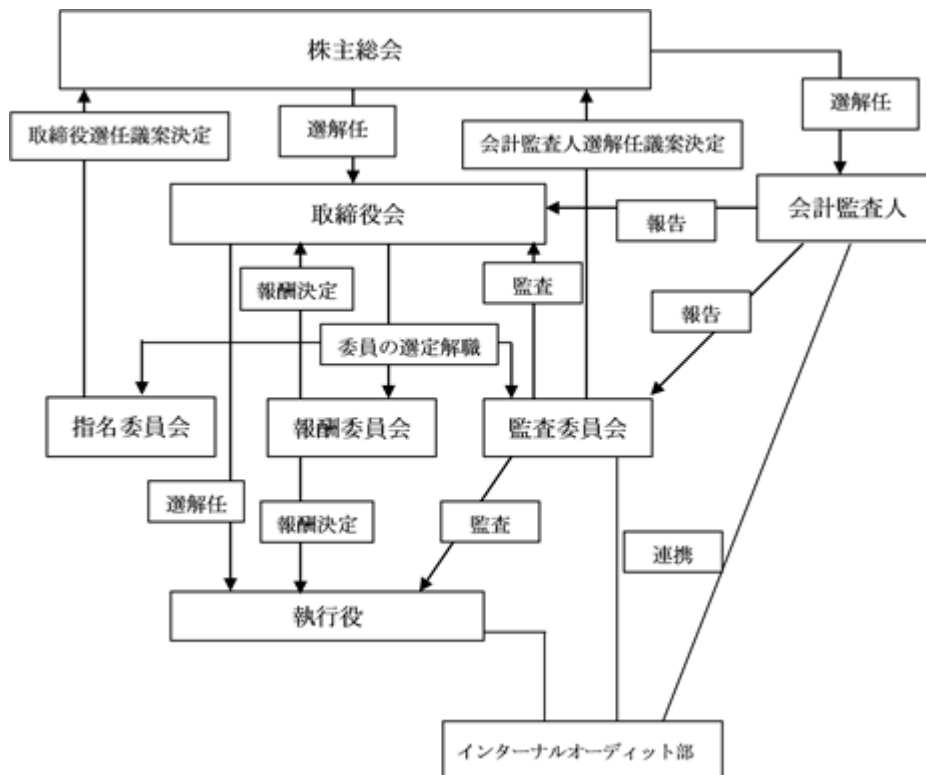 株主総会
取締役選任議案決定
選解任
会計監査人選解任議案決定
選解任
取締役会
報告
会計監査人
報酬決定
監査
報告
委員の選定解職
指名委員会
報酬委員会
監査委員会
選解任
報酬決定
監査
連携
執行役
インターナルオーディット部